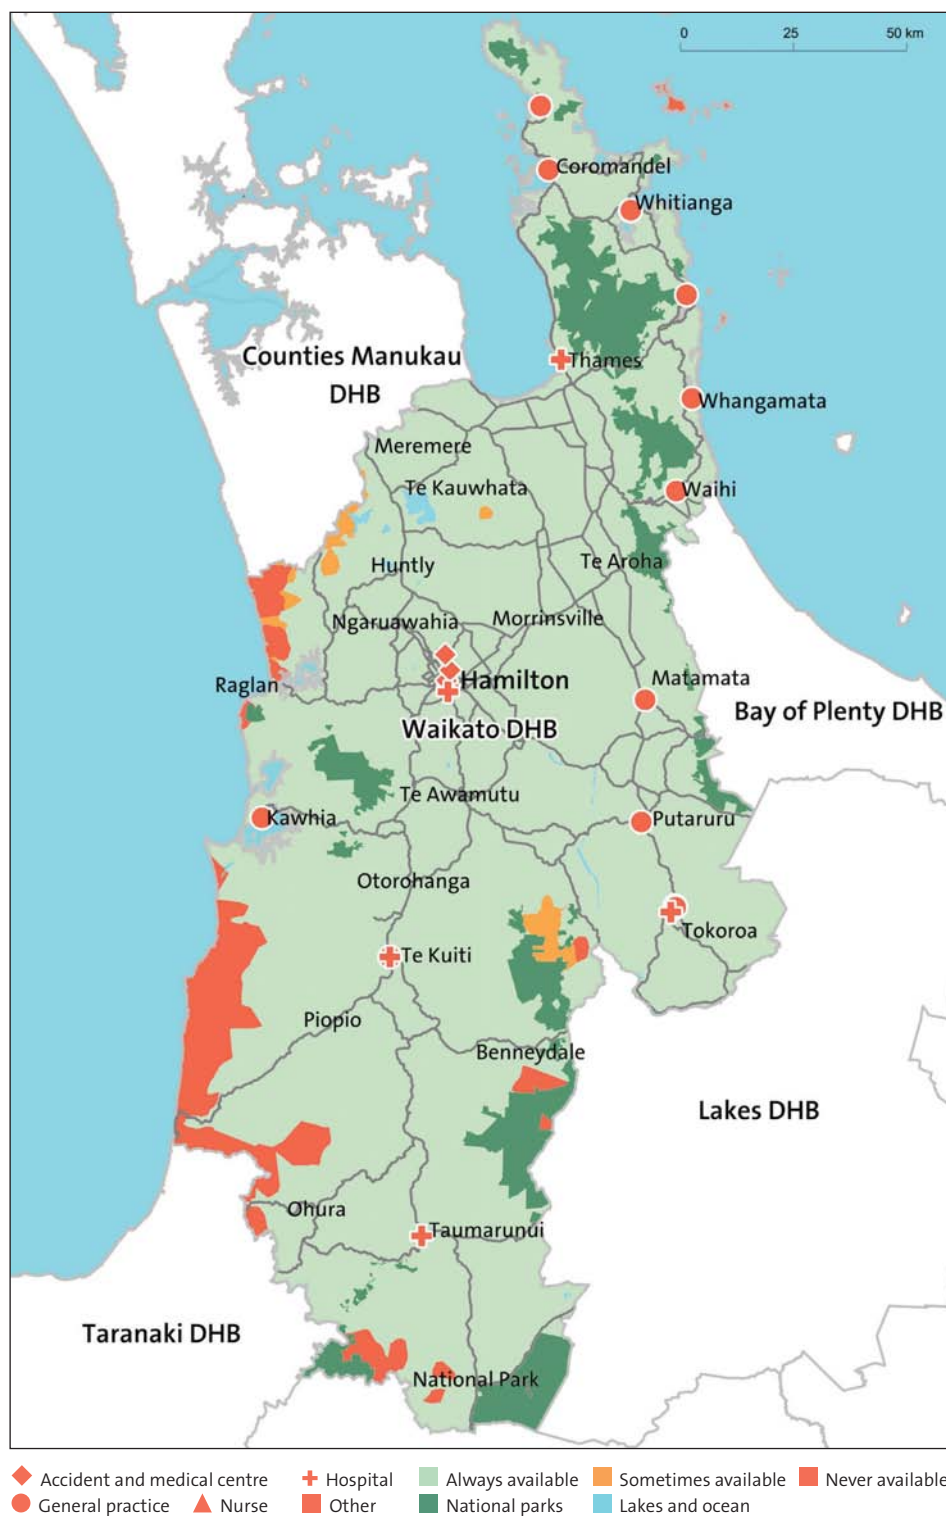 0 25 50 km
Coromandel
Whitianga
Counties Manukau
DHB
Thames
Whangamata
Meremere
Te Kauwhata
Waihi
Huntly
Te Aroha
Ngaruawahia
Morrinsville
Hamilton
Raglan
Matamata
Waikato DHB
Bay of Plenty DHB
Te Awamutu
Kawhia
Putaruru
Otorohanga
Tokoroa
Te Kuiti
Piopio
Benneydale
Lakes DHB
Ohura
Taumarunui
Taranaki DHB
National Park
Accident and medical centre Hospital Always available Sometimes available Never available
General practice Nurse Other National parks Lakes and ocean